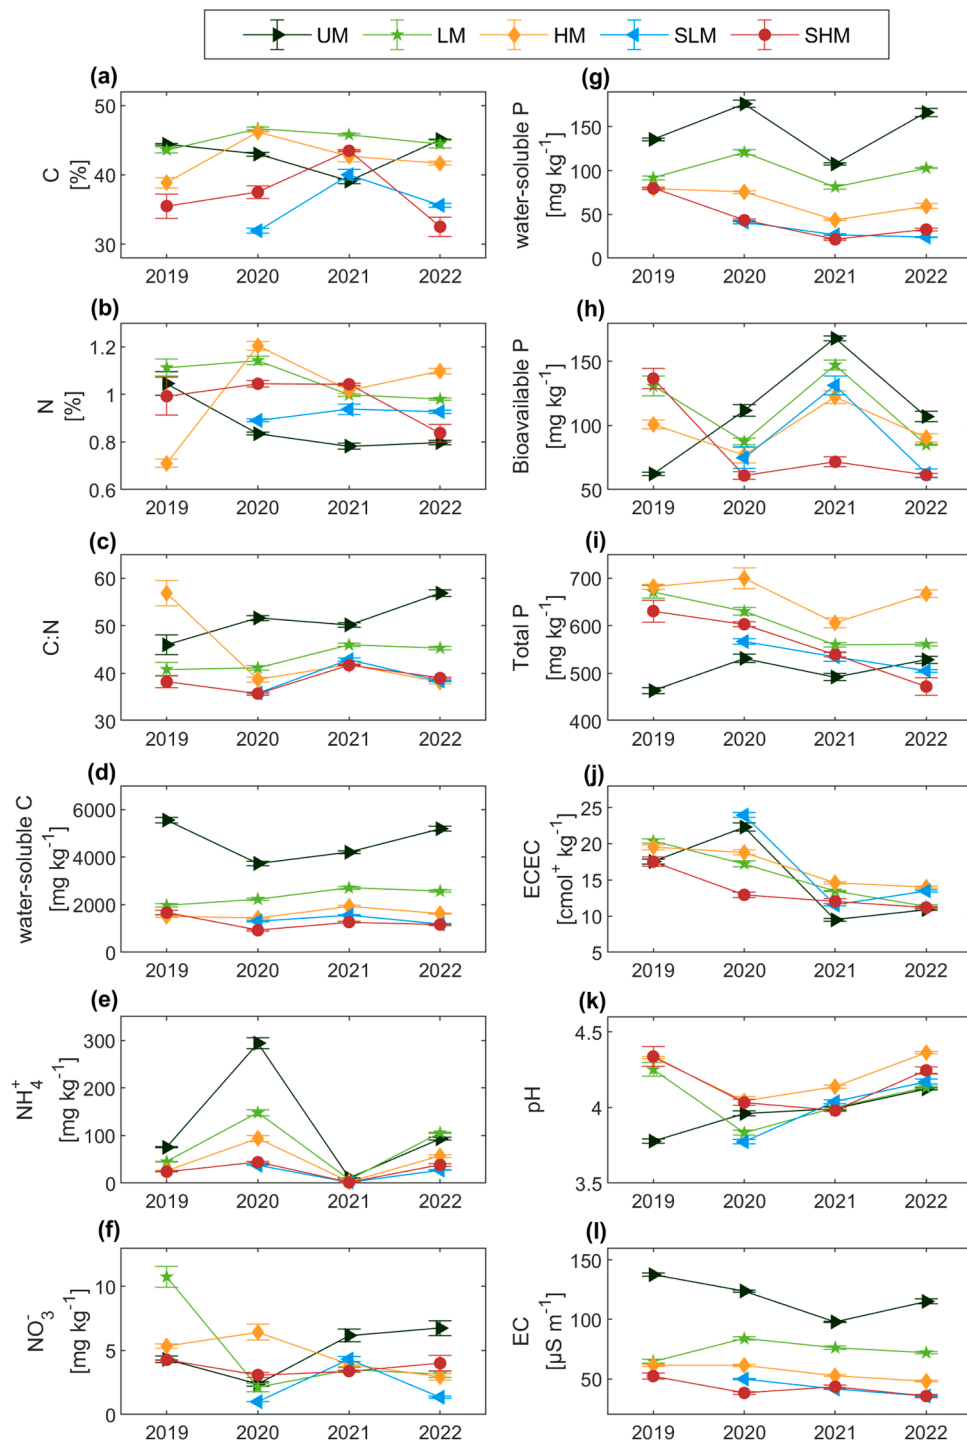 UM LM HM SLM SHM
(a)
C
[%]
50
40
30
2019 2020 2021 2022
(b)
N
[%]
1.2
1
0.8
0.6
2019 2020 2021 2022
(c)
C:N
60
50
40
30
2019 2020 2021 2022
(d)
water-soluble C
[mg kg⁻¹]
6000
4000
2000
0
2019 2020 2021 2022
(e)
NH₄⁺
[mg kg⁻¹]
300
200
100
0
2019 2020 2021 2022
(f)
NO₃⁻
[mg kg⁻¹]
10
5
0
2019 2020 2021 2022
(g)
water-soluble P
[mg kg⁻¹]
150
100
50
0
2019 2020 2021 2022
(h)
Bioavailable P
[mg kg⁻¹]
150
100
50
2019 2020 2021 2022
(i)
Total P
[mg kg⁻¹]
700
600
500
400
2019 2020 2021 2022
(j)
ECEC
[cmol⁺ kg⁻¹]
25
20
15
10
5
2019 2020 2021 2022
(k)
pH
4.5
4
3.5
2019 2020 2021 2022
(l)
EC
[µS m⁻¹]
150
100
50
2019 2020 2021 2022